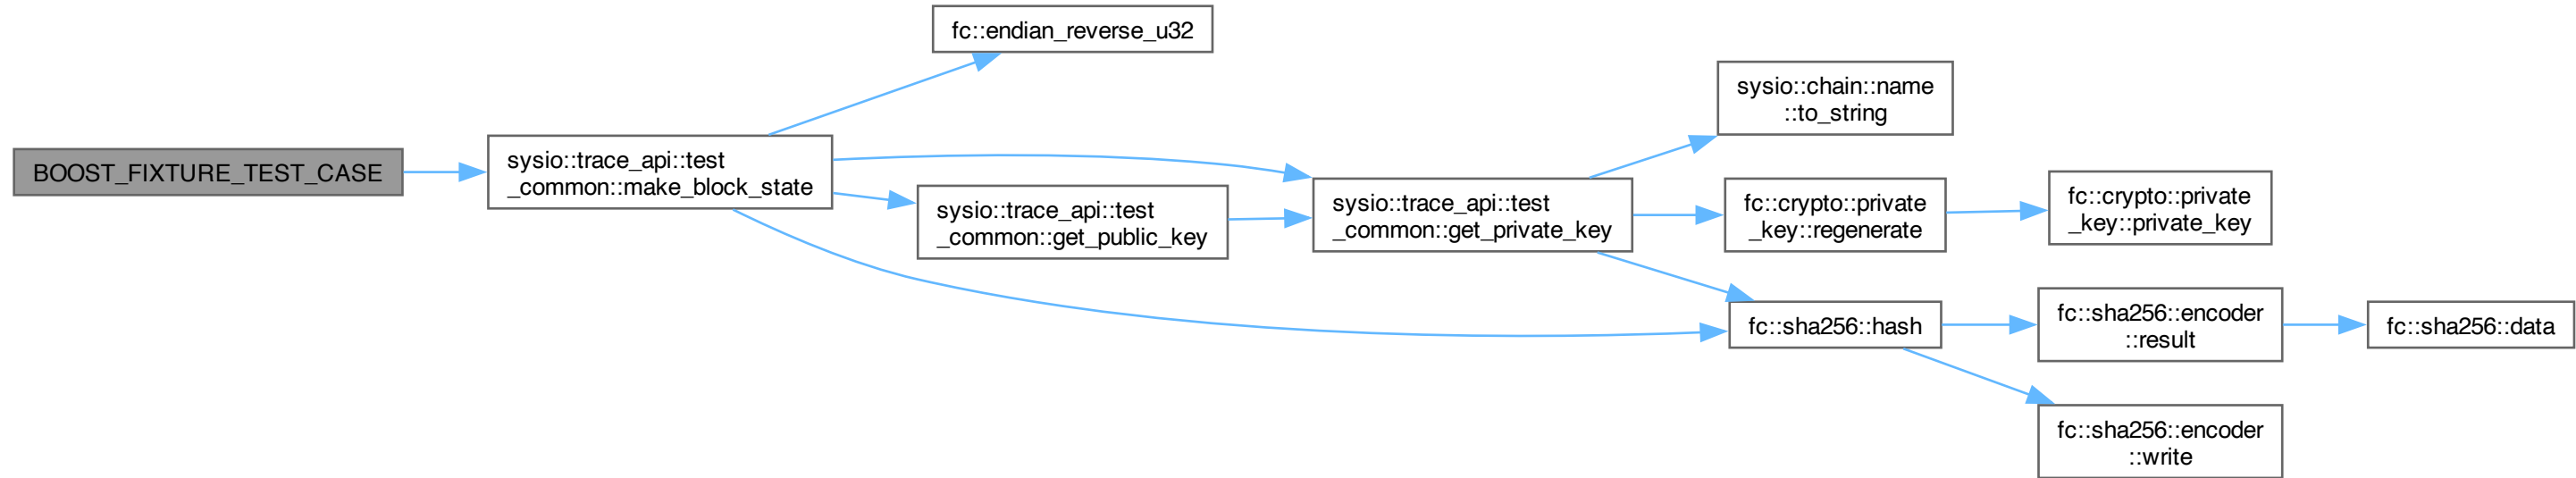 BOOST_FIXTURE_TEST_CASE
sysio::trace_api::test
_common::make_block_state
fc::endian_reverse_u32
sysio::trace_api::test
_common::get_public_key
sysio::trace_api::test
_common::get_private_key
sysio::chain::name
::to_string
fc::crypto::private
_key::regenerate
fc::crypto::private
_key::private_key
fc::sha256::hash
fc::sha256::encoder
::result
fc::sha256::data
fc::sha256::encoder
::write